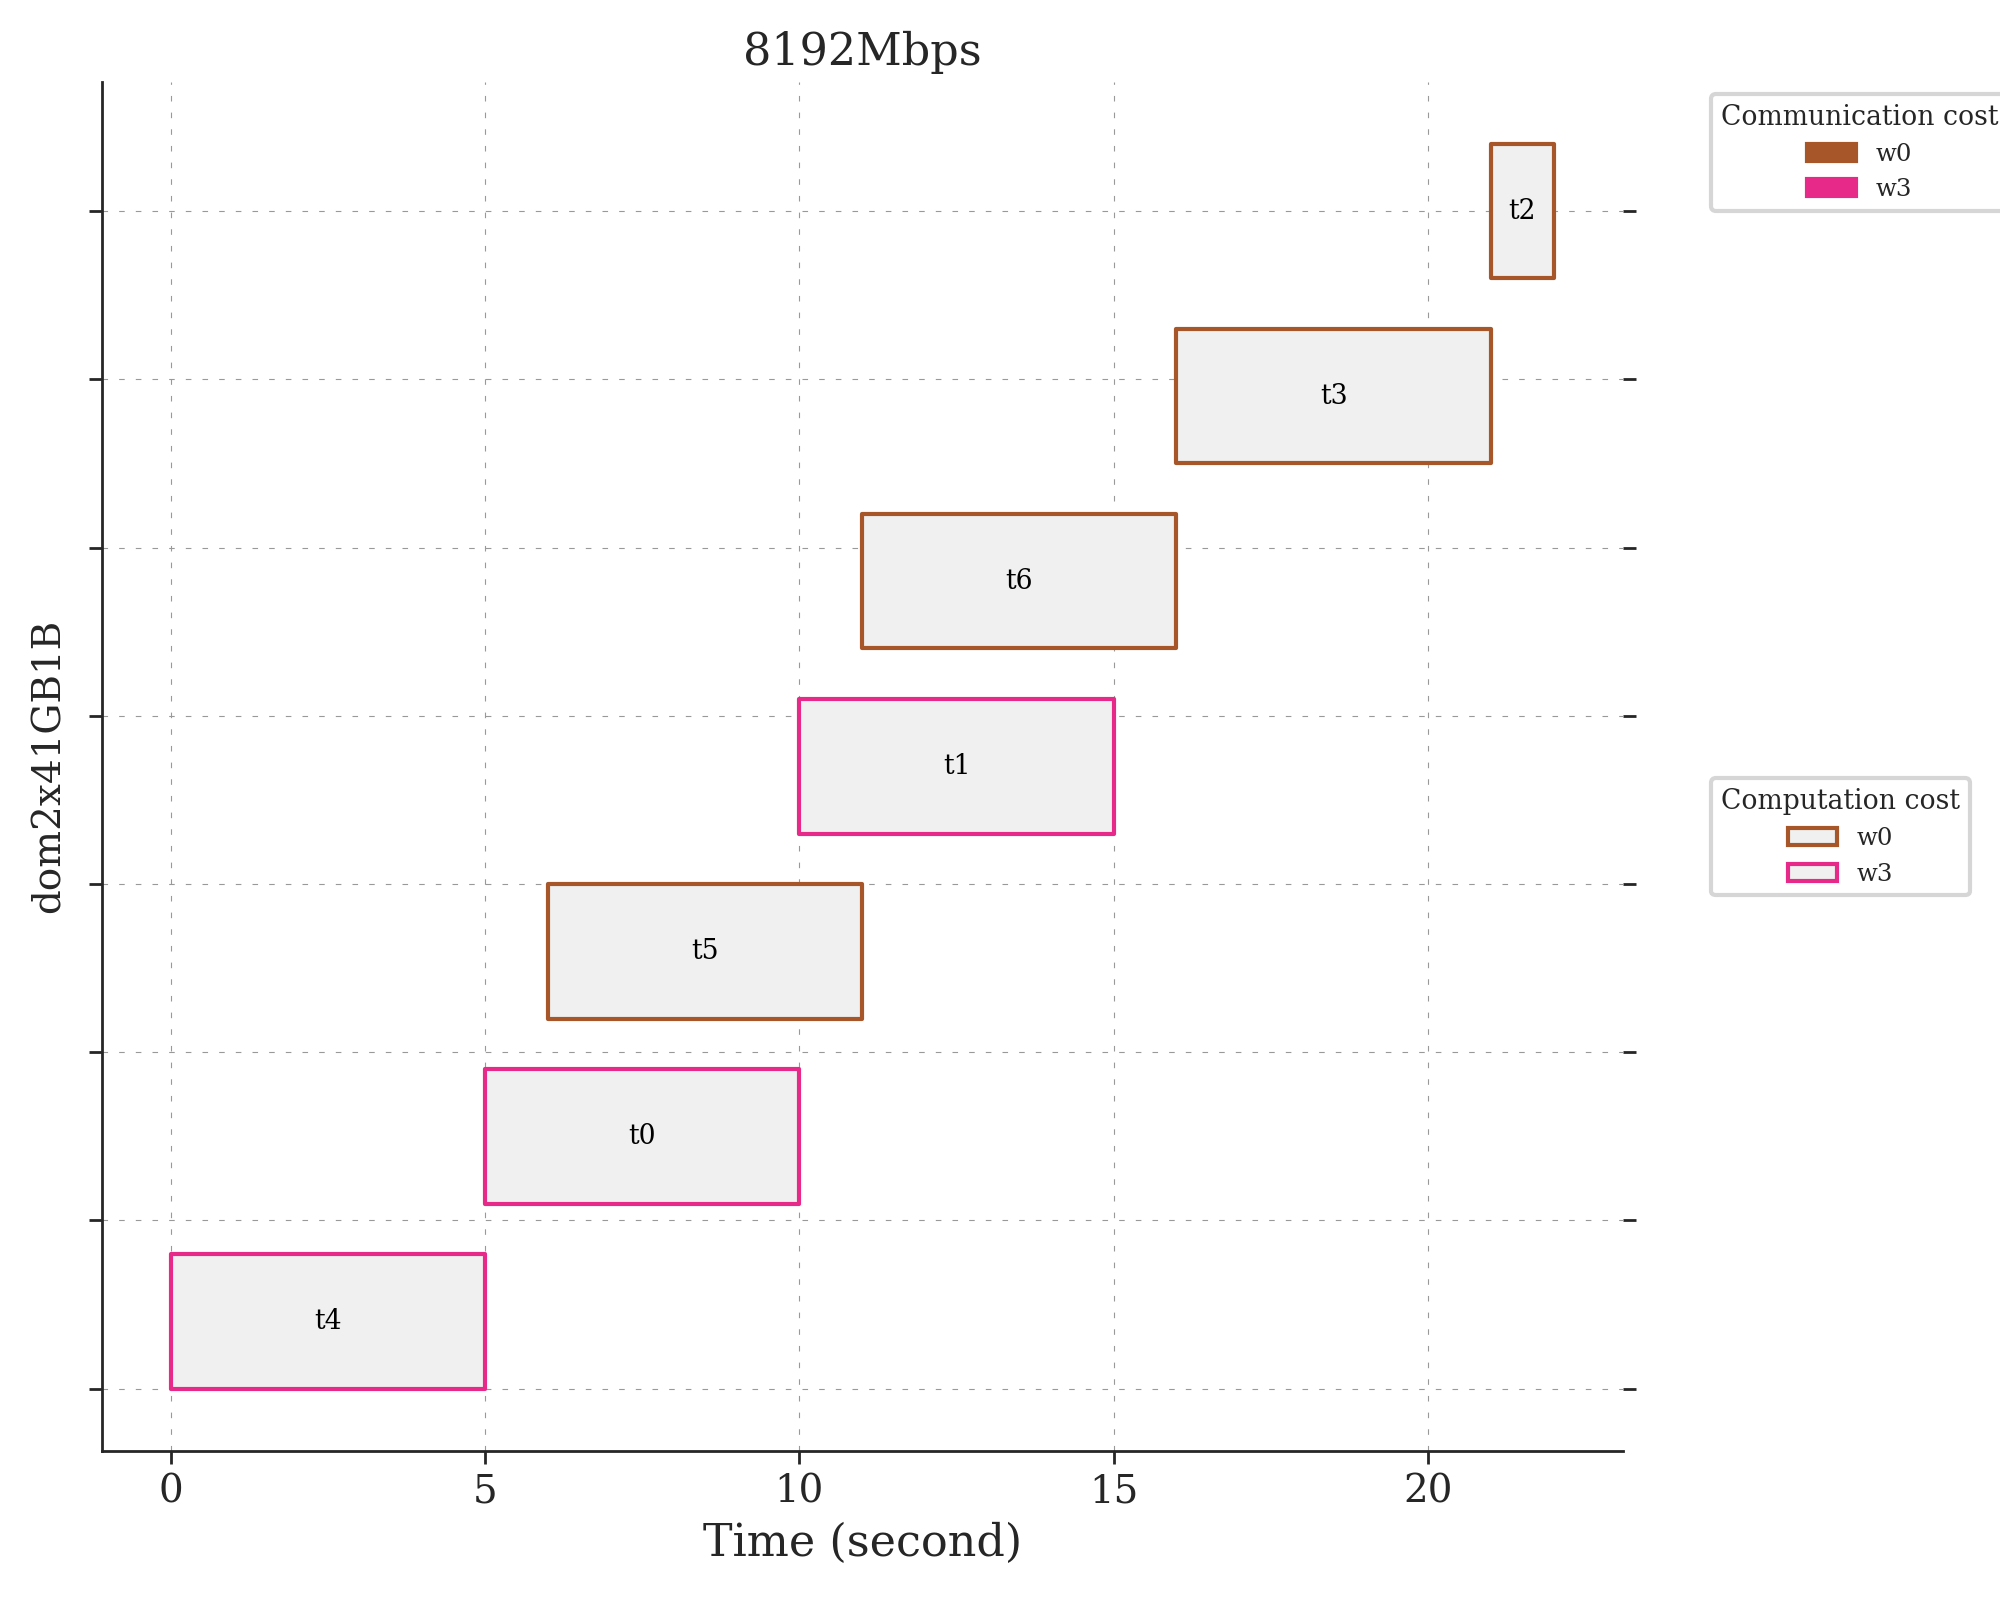 8192Mbps
Communication cost
w0
w3
t2
t3
t6
t1
Computation cost
w0
w3
t5
t0
t4
dom2x41GB1B
0 5 10 15 20
Time (second)